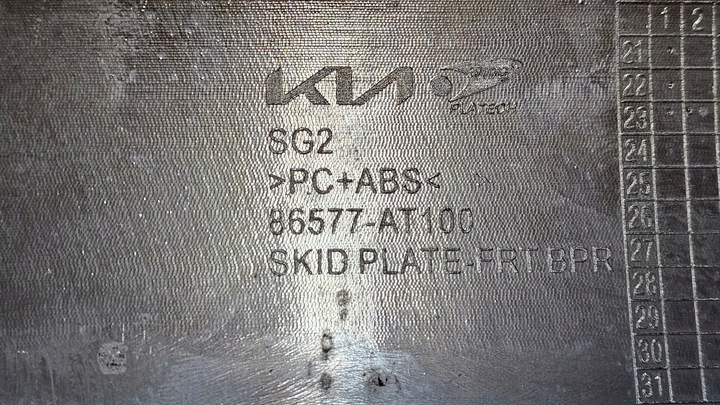 KIA
PLATECH
SG2
>PC+ABS<
86577-AT100
SKID PLATE-FRT BPR
1 2
21
22
23
24
25
26
27
28
29
30
31